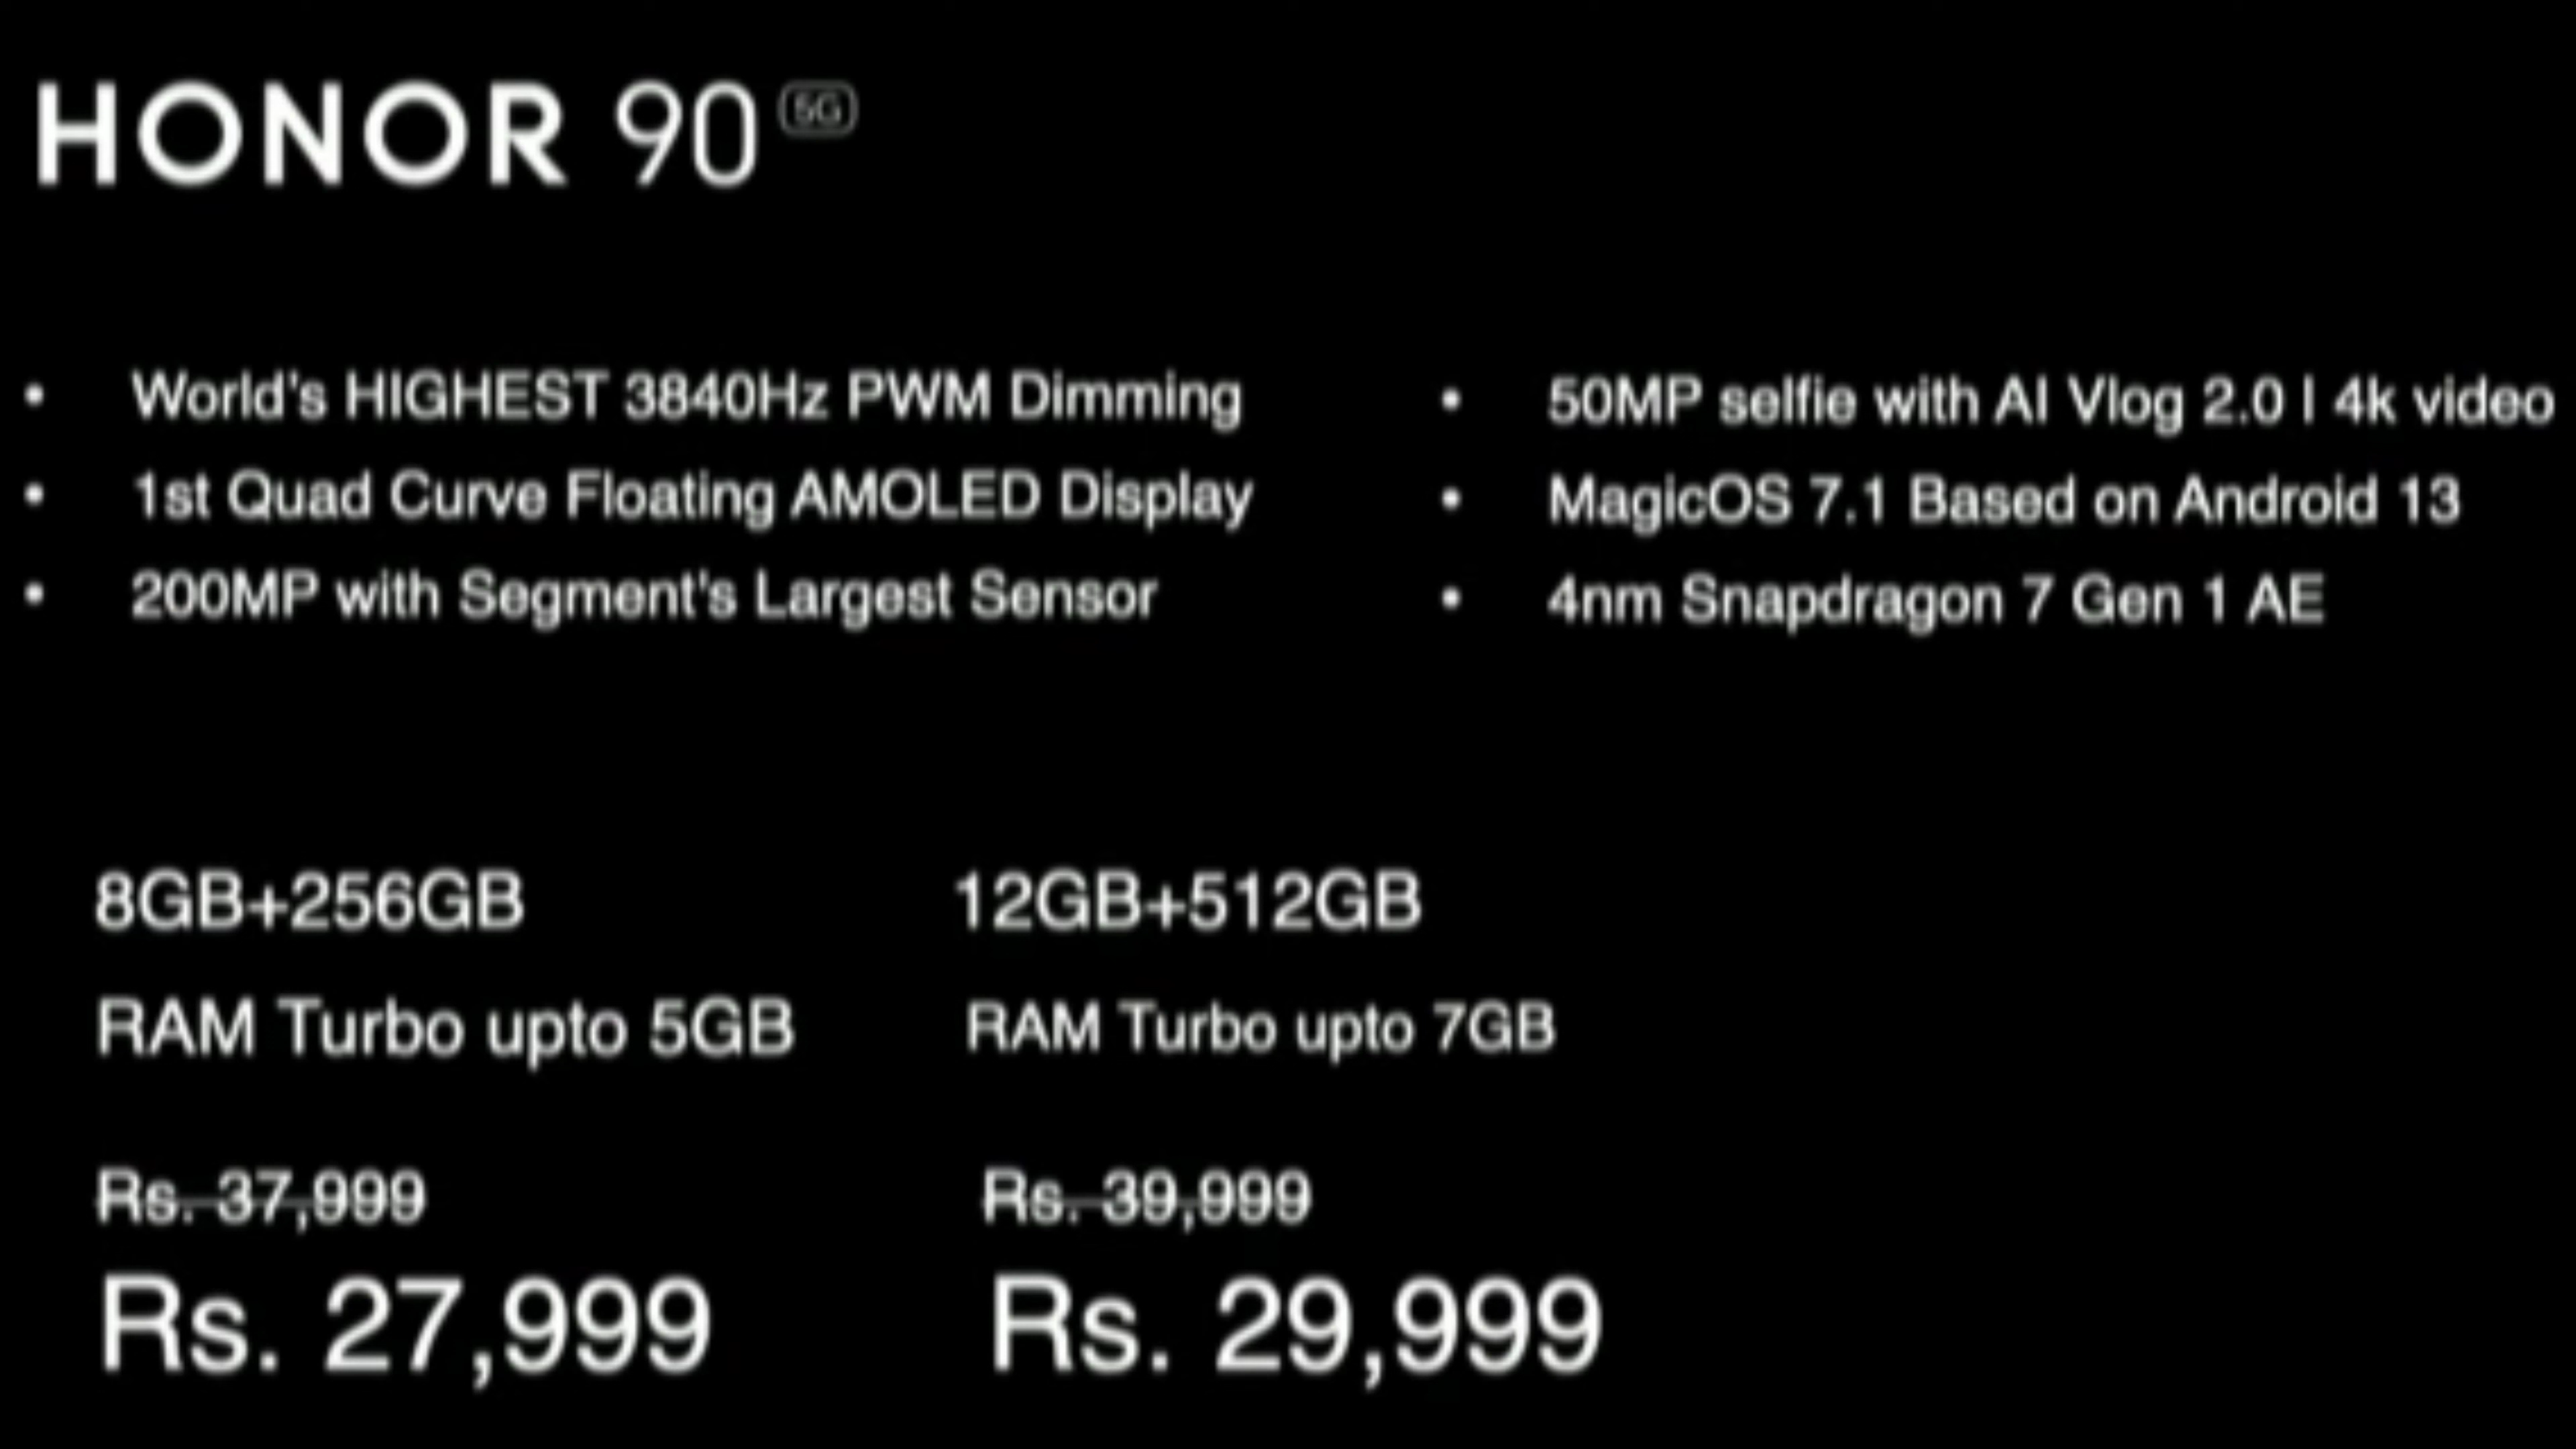 HONOR 90 5G
• World's HIGHEST 3840Hz PWM Dimming
• 1st Quad Curve Floating AMOLED Display
• 200MP with Segment's Largest Sensor
• 50MP selfie with AI Vlog 2.0 I 4k video
• MagicOS 7.1 Based on Android 13
• 4nm Snapdragon 7 Gen 1 AE
8GB+256GB
RAM Turbo upto 5GB
Rs. 37,999
Rs. 27,999
12GB+512GB
RAM Turbo upto 7GB
Rs. 39,999
Rs. 29,999